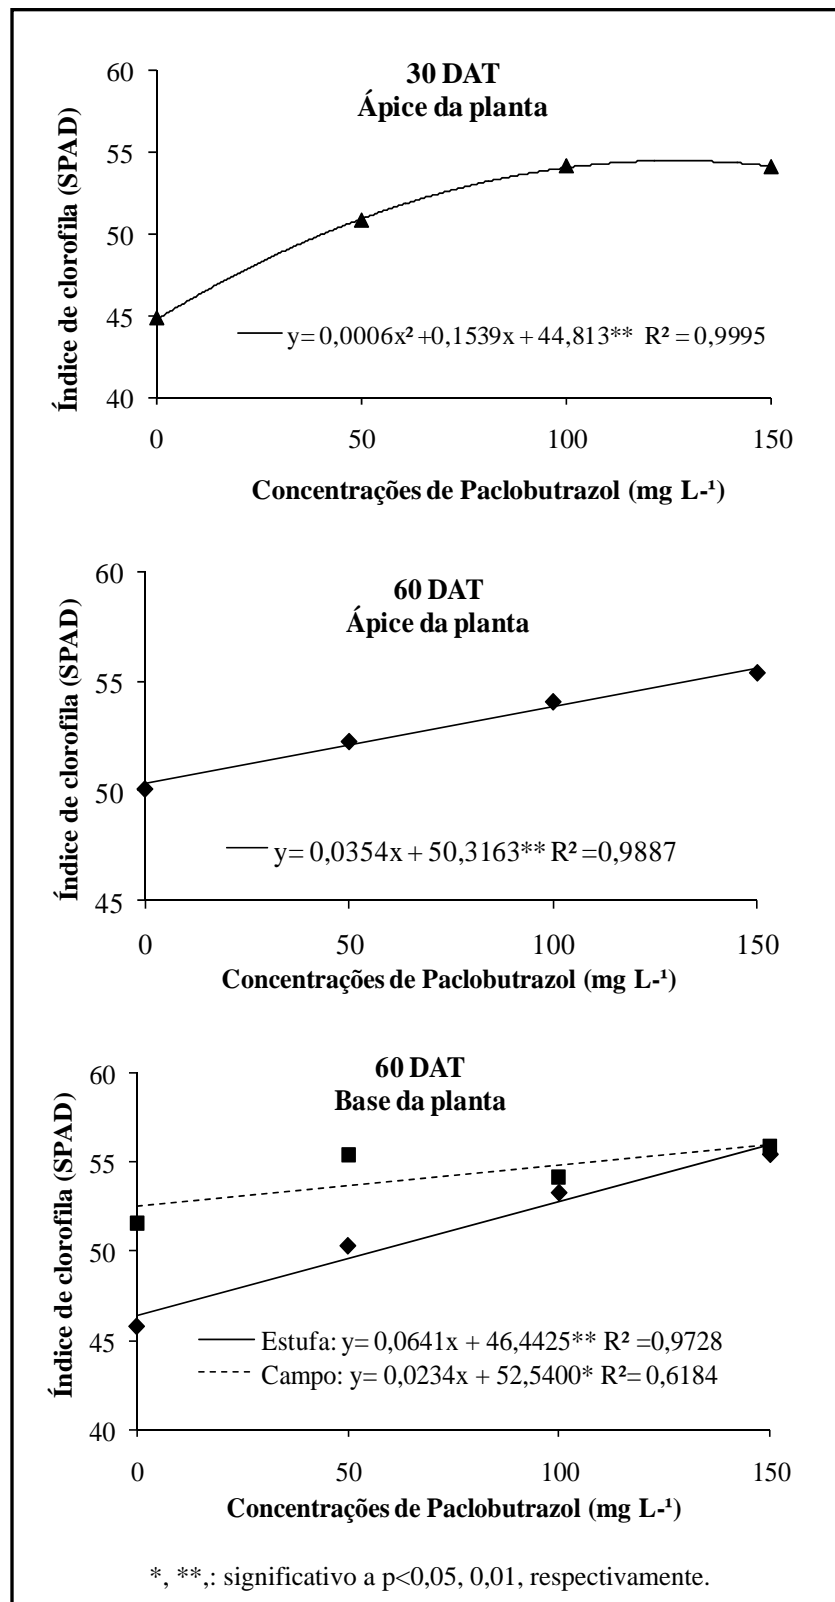 30 DAT
Ápice da planta
Índice de clorofila (SPAD)
60
55
50
45
40
y= 0,0006x² +0,1539x + 44,813** R² = 0,9995
0 50 100 150
Concentrações de Paclobutrazol (mg L-¹)
60 DAT
Ápice da planta
Índice de clorofila (SPAD)
60
55
50
45
y= 0,0354x + 50,3163** R² =0,9887
0 50 100 150
Concentrações de Paclobutrazol (mg L-¹)
60 DAT
Base da planta
Índice de clorofila (SPAD)
60
55
50
45
40
Estufa: y= 0,0641x + 46,4425** R² =0,9728
Campo: y= 0,0234x + 52,5400* R²= 0,6184
0 50 100 150
Concentrações de Paclobutrazol (mg L-¹)
*, **,: significativo a p<0,05, 0,01, respectivamente.